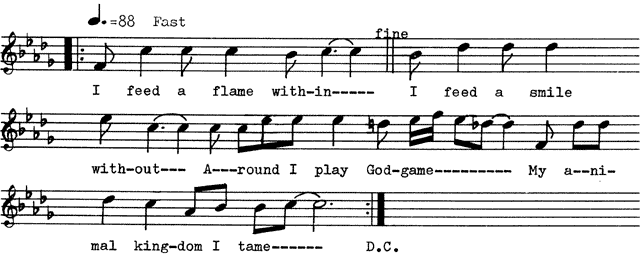 ♩.=88 Fast
fine
I feed a flame with-in----- I feed a smile
with-out--- A---round I play God-game---------- My a--ni-
mal king-dom I tame------ D.C.